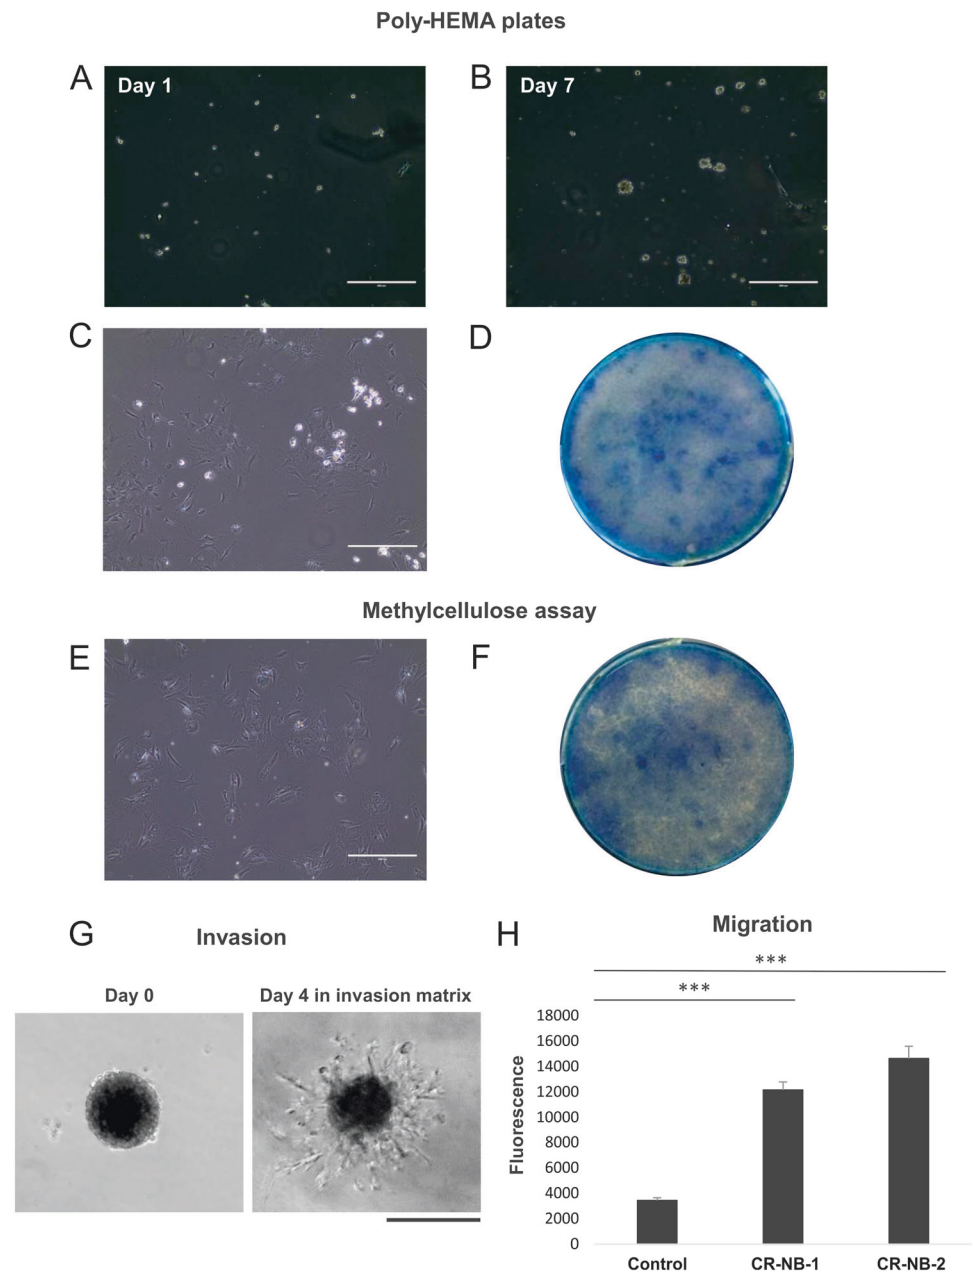 Poly-HEMA plates
A
Day 1
B
Day 7
C
D
Methylcellulose assay
E
F
G
Invasion
Day 0
Day 4 in invasion matrix
H
Migration
***
***
Fluorescence
18000
16000
14000
12000
10000
8000
6000
4000
2000
0
Control
CR-NB-1
CR-NB-2